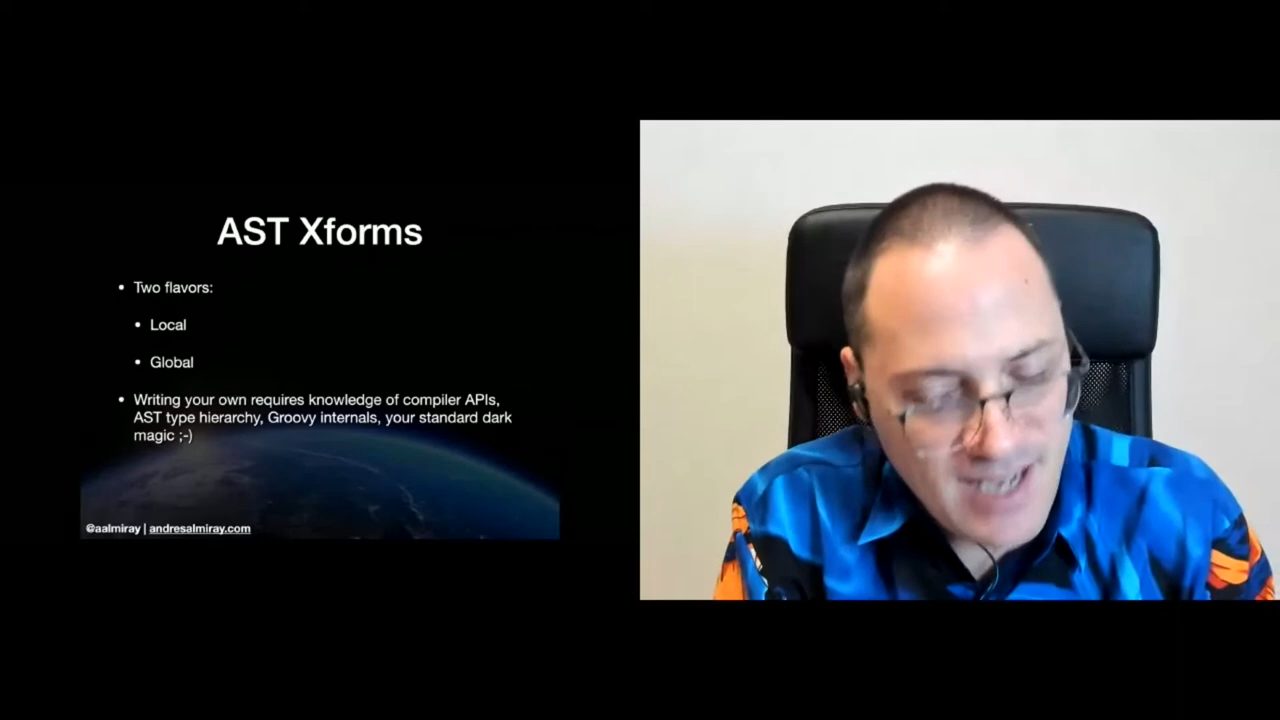 AST Xforms
• Two flavors:
• Local
• Global
• Writing your own requires knowledge of compiler APIs,
AST type hierarchy, Groovy internals, your standard dark
magic ;-)
@aalmiray | andresalmiray.com